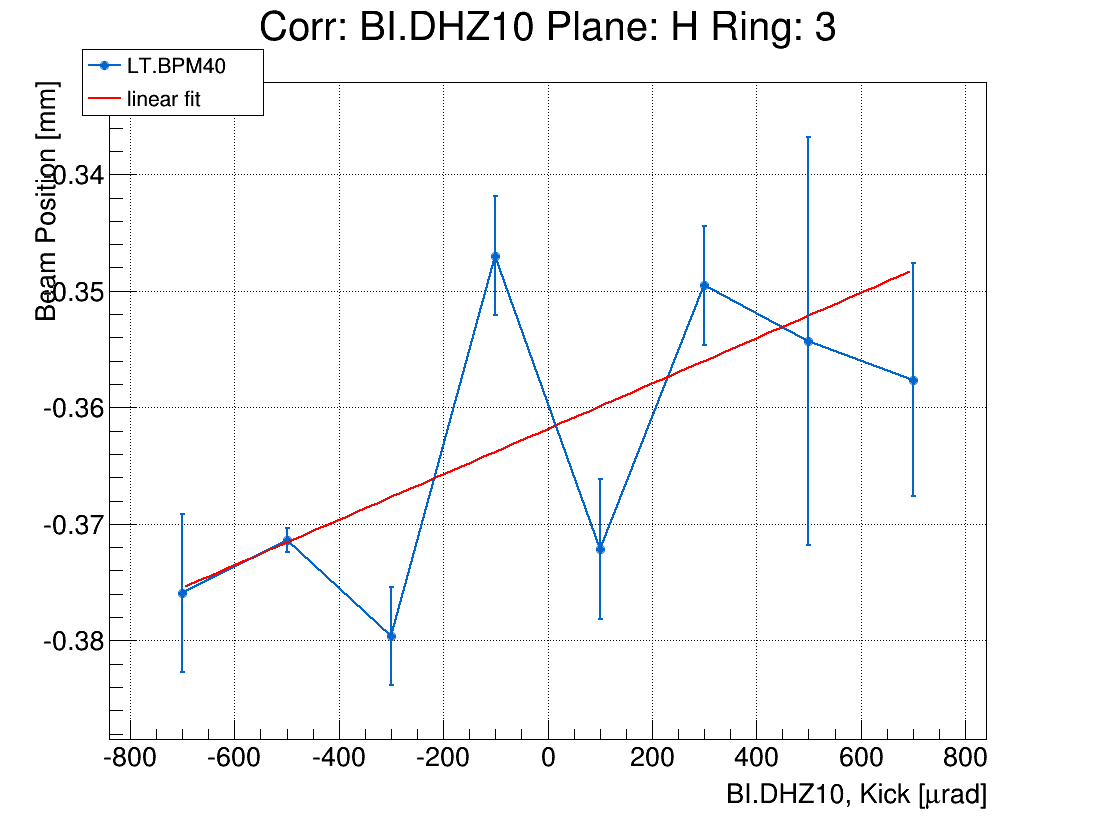 Corr: BI.DHZ10 Plane: H Ring: 3
LT.BPM40
linear fit
Beam Position [mm]
-0.34
-0.35
-0.36
-0.37
-0.38
-800 -600 -400 -200 0 200 400 600 800
BI.DHZ10, Kick [μrad]